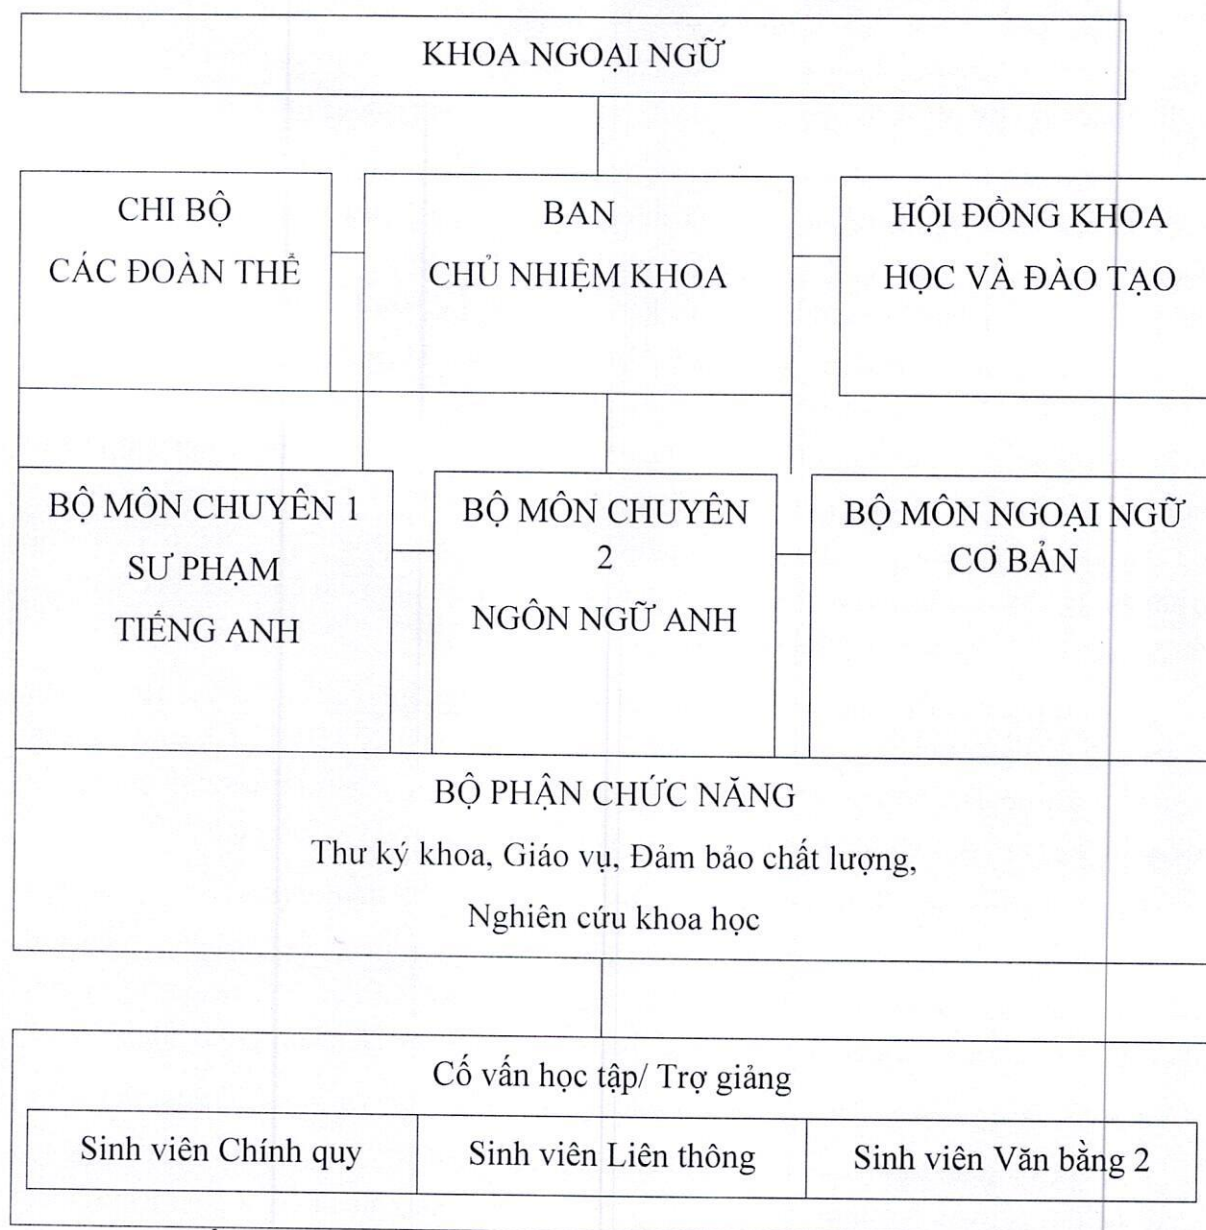 KHOA NGOẠI NGỮ
CHI BỘ
CÁC ĐOÀN THỂ
BAN
CHỦ NHIỆM KHOA
HỘI ĐỒNG KHOA
HỌC VÀ ĐÀO TẠO
BỘ MÔN CHUYÊN 1
SƯ PHẠM
TIẾNG ANH
BỘ MÔN CHUYÊN
2
NGÔN NGỮ ANH
BỘ MÔN NGOẠI NGỮ
CƠ BẢN
BỘ PHẬN CHỨC NĂNG
Thư ký khoa, Giáo vụ, Đảm bảo chất lượng,
Nghiên cứu khoa học
Cố vấn học tập/ Trợ giảng
Sinh viên Chính quy
Sinh viên Liên thông
Sinh viên Văn bằng 2